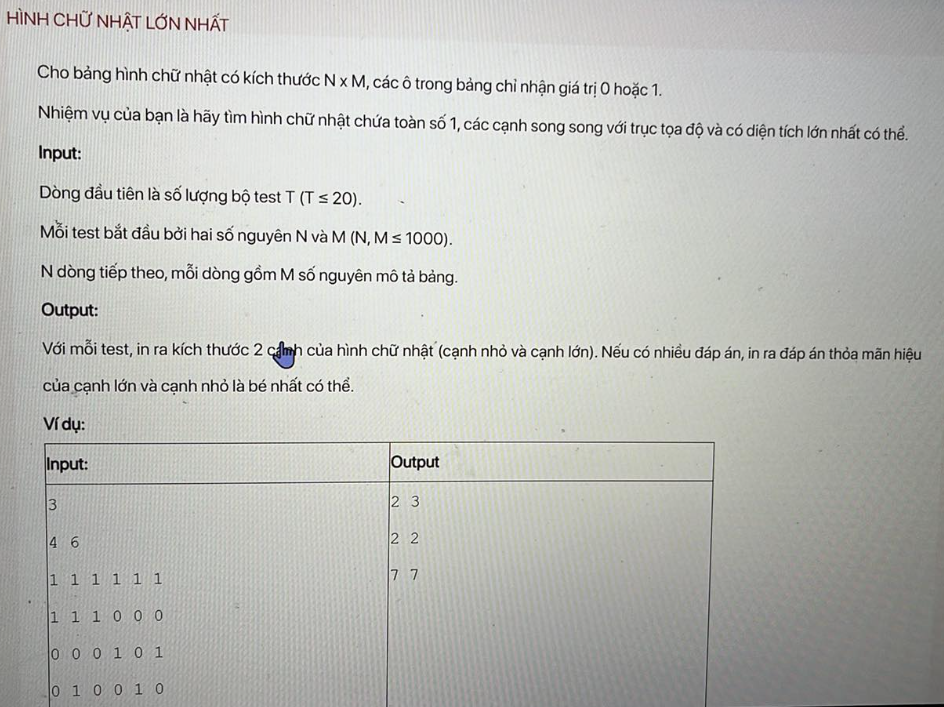 HÌNH CHỮ NHẬT LỚN NHẤT
Cho bảng hình chữ nhật có kích thước N x M, các ô trong bảng chỉ nhận giá trị 0 hoặc 1.
Nhiệm vụ của bạn là hãy tìm hình chữ nhật chứa toàn số 1, các cạnh song song với trục tọa độ và có diện tích lớn nhất có thể.
Input:
Dòng đầu tiên là số lượng bộ test T (T ≤ 20).
Mỗi test bắt đầu bởi hai số nguyên N và M (N, M ≤ 1000).
N dòng tiếp theo, mỗi dòng gồm M số nguyên mô tả bảng.
Output:
Với mỗi test, in ra kích thước 2 cạnh của hình chữ nhật (cạnh nhỏ và cạnh lớn). Nếu có nhiều đáp án, in ra đáp án thỏa mãn hiệu
của cạnh lớn và cạnh nhỏ là bé nhất có thể.
Ví dụ:
Input: Output
3 2 3
4 6 2 2
1 1 1 1 1 1 7 7
1 1 1 0 0 0
0 0 0 1 0 1
0 1 0 0 1 0